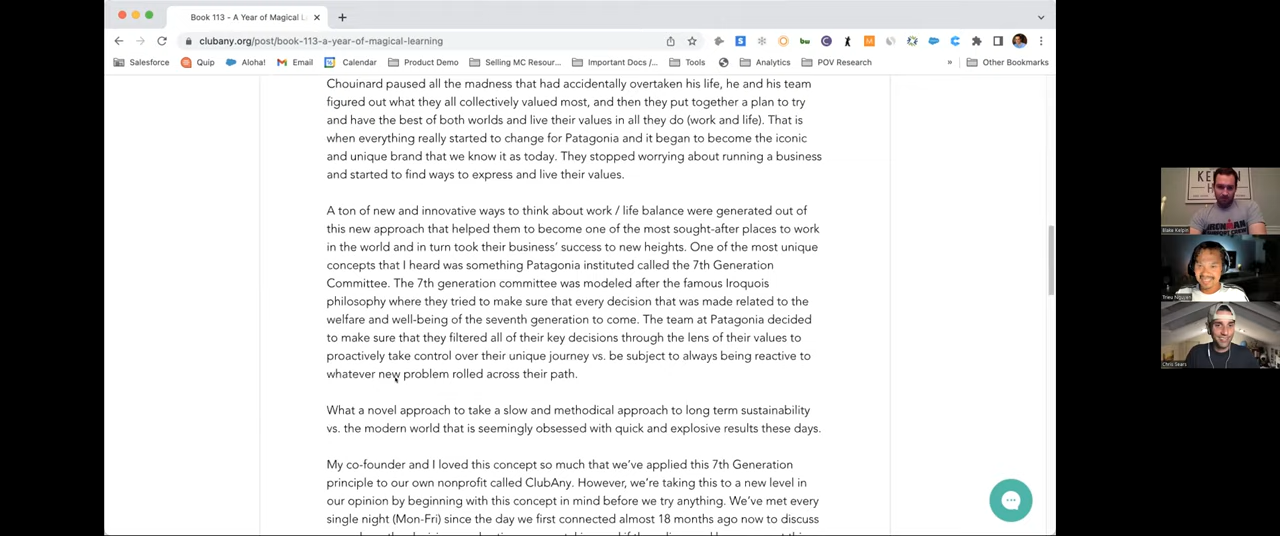 Book 113 - A Year of Magical L
clubany.org/post/book-113-a-year-of-magical-learning
Salesforce Quip Aloha! Email Calendar Product Demo Selling MC Resour... Important Docs /... Tools Analytics POV Research » Other Bookmarks
Chouinard paused all the madness that had accidentally overtaken his life, he and his team
figured out what they all collectively valued most, and then they put together a plan to try
and have the best of both worlds and live their values in all they do (work and life). That is
when everything really started to change for Patagonia and it began to become the iconic
and unique brand that we know it as today. They stopped worrying about running a business
and started to find ways to express and live their values.
A ton of new and innovative ways to think about work / life balance were generated out of
this new approach that helped them to become one of the most sought-after places to work
in the world and in turn took their business' success to new heights. One of the most unique
concepts that I heard was something Patagonia instituted called the 7th Generation
Committee. The 7th generation committee was modeled after the famous Iroquois
philosophy where they tried to make sure that every decision that was made related to the
welfare and well-being of the seventh generation to come. The team at Patagonia decided
to make sure that they filtered all of their key decisions through the lens of their values to
proactively take control over their unique journey vs. be subject to always being reactive to
whatever new problem rolled across their path.
What a novel approach to take a slow and methodical approach to long term sustainability
vs. the modern world that is seemingly obsessed with quick and explosive results these days.
My co-founder and I loved this concept so much that we've applied this 7th Generation
principle to our own nonprofit called ClubAny. However, we're taking this to a new level in
our opinion by beginning with this concept in mind before we try anything. We've met every
single night (Mon-Fri) since the day we first connected almost 18 months ago now to discuss
Blake Kelpin
Trieu Nguyen
Chris Sears